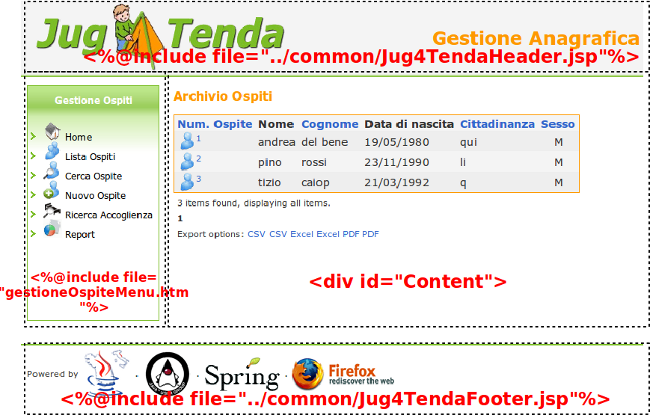 Jug Tenda
Gestione Anagrafica
<%@include file="../common/Jug4TendaHeader.jsp"%>
Gestione Ospiti
Home
Lista Ospiti
Cerca Ospite
Nuovo Ospite
Ricerca Accoglienza
Report
<%@include file=
"gestioneOspiteMenu.htm
"%>
Archivio Ospiti
Num. Ospite Nome Cognome Data di nascita Cittadinanza Sesso
1 andrea del bene 19/05/1980 qui M
2 pino rossi 23/11/1990 li M
3 tizio caiop 21/03/1992 q M
3 items found, displaying all items.
1
Export options: CSV CSV Excel Excel PDF PDF
<div id="Content">
Powered by
Java
Spring
Firefox
rediscover the web
<%@include file="../common/Jug4TendaFooter.jsp"%>